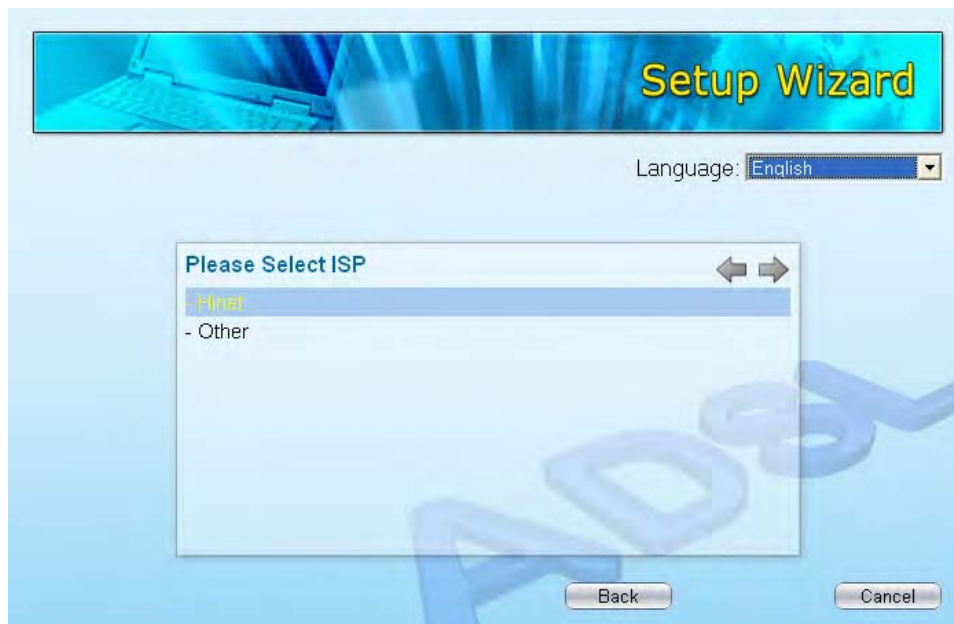 Setup Wizard
Language: English
Please Select ISP
- Hinet
- Other
ADSL
Back
Cancel